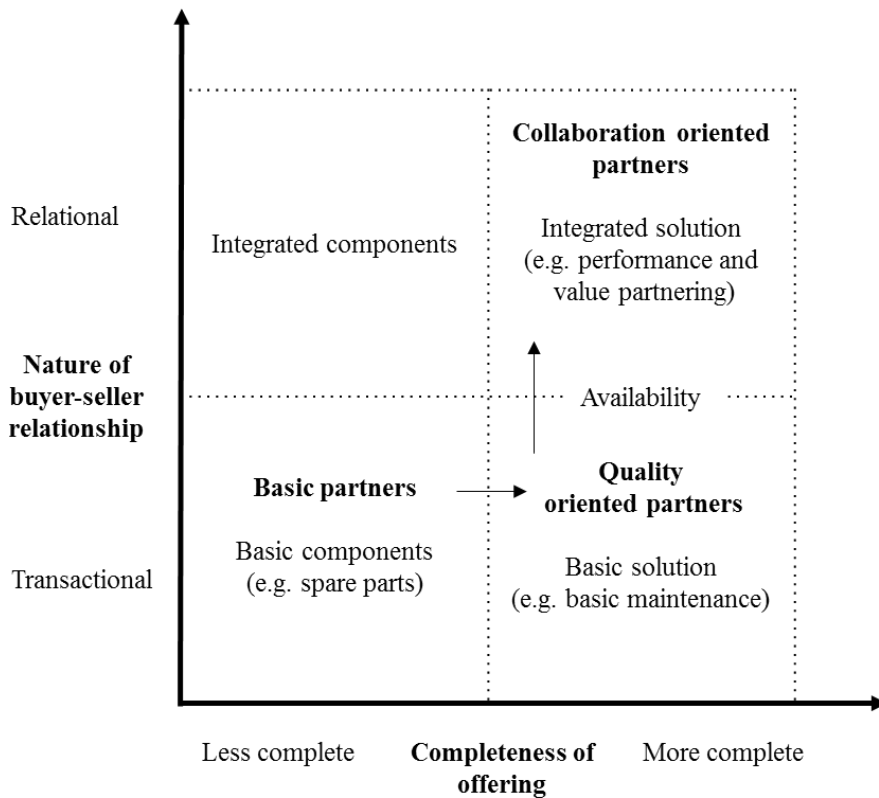 Collaboration oriented
partners
Relational
Integrated components
Integrated solution
(e.g. performance and
value partnering)
Nature of
buyer-seller
relationship
Availability
Basic partners
Quality
oriented partners
Basic components
(e.g. spare parts)
Transactional
Basic solution
(e.g. basic maintenance)
Less complete
Completeness of
offering
More complete